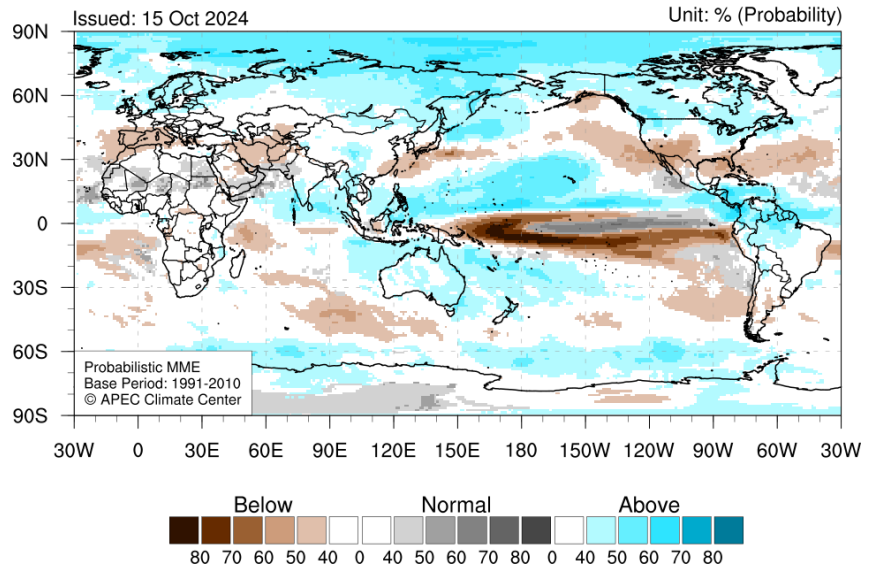 Issued: 15 Oct 2024 Unit: % (Probability)
90N
60N
30N
0
30S
60S
90S
Probabilistic MME
Base Period: 1991-2010
© APEC Climate Center
30W 0 30E 60E 90E 120E 150E 180 150W 120W 90W 60W 30W
Below Normal Above
80 70 60 50 40 0 40 50 60 70 80 0 40 50 60 70 80